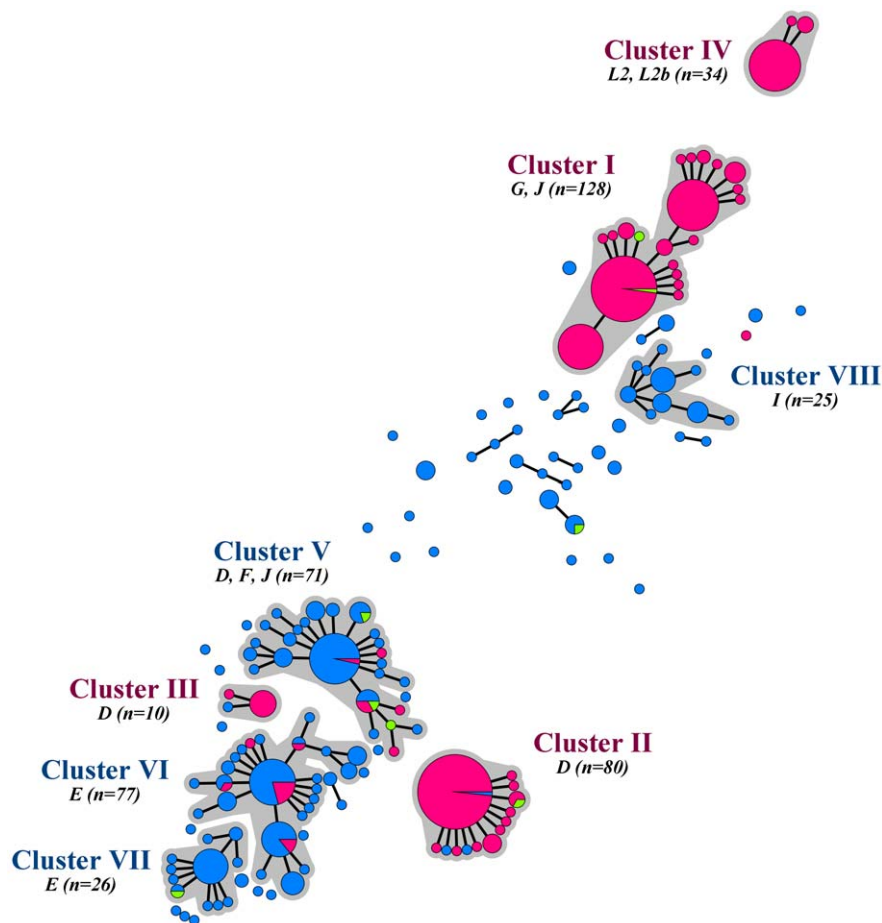 Cluster IV
L2, L2b (n=34)
Cluster I
G, J (n=128)
Cluster VIII
I (n=25)
Cluster V
D, F, J (n=71)
Cluster III
D (n=10)
Cluster II
D (n=80)
Cluster VI
E (n=77)
Cluster VII
E (n=26)